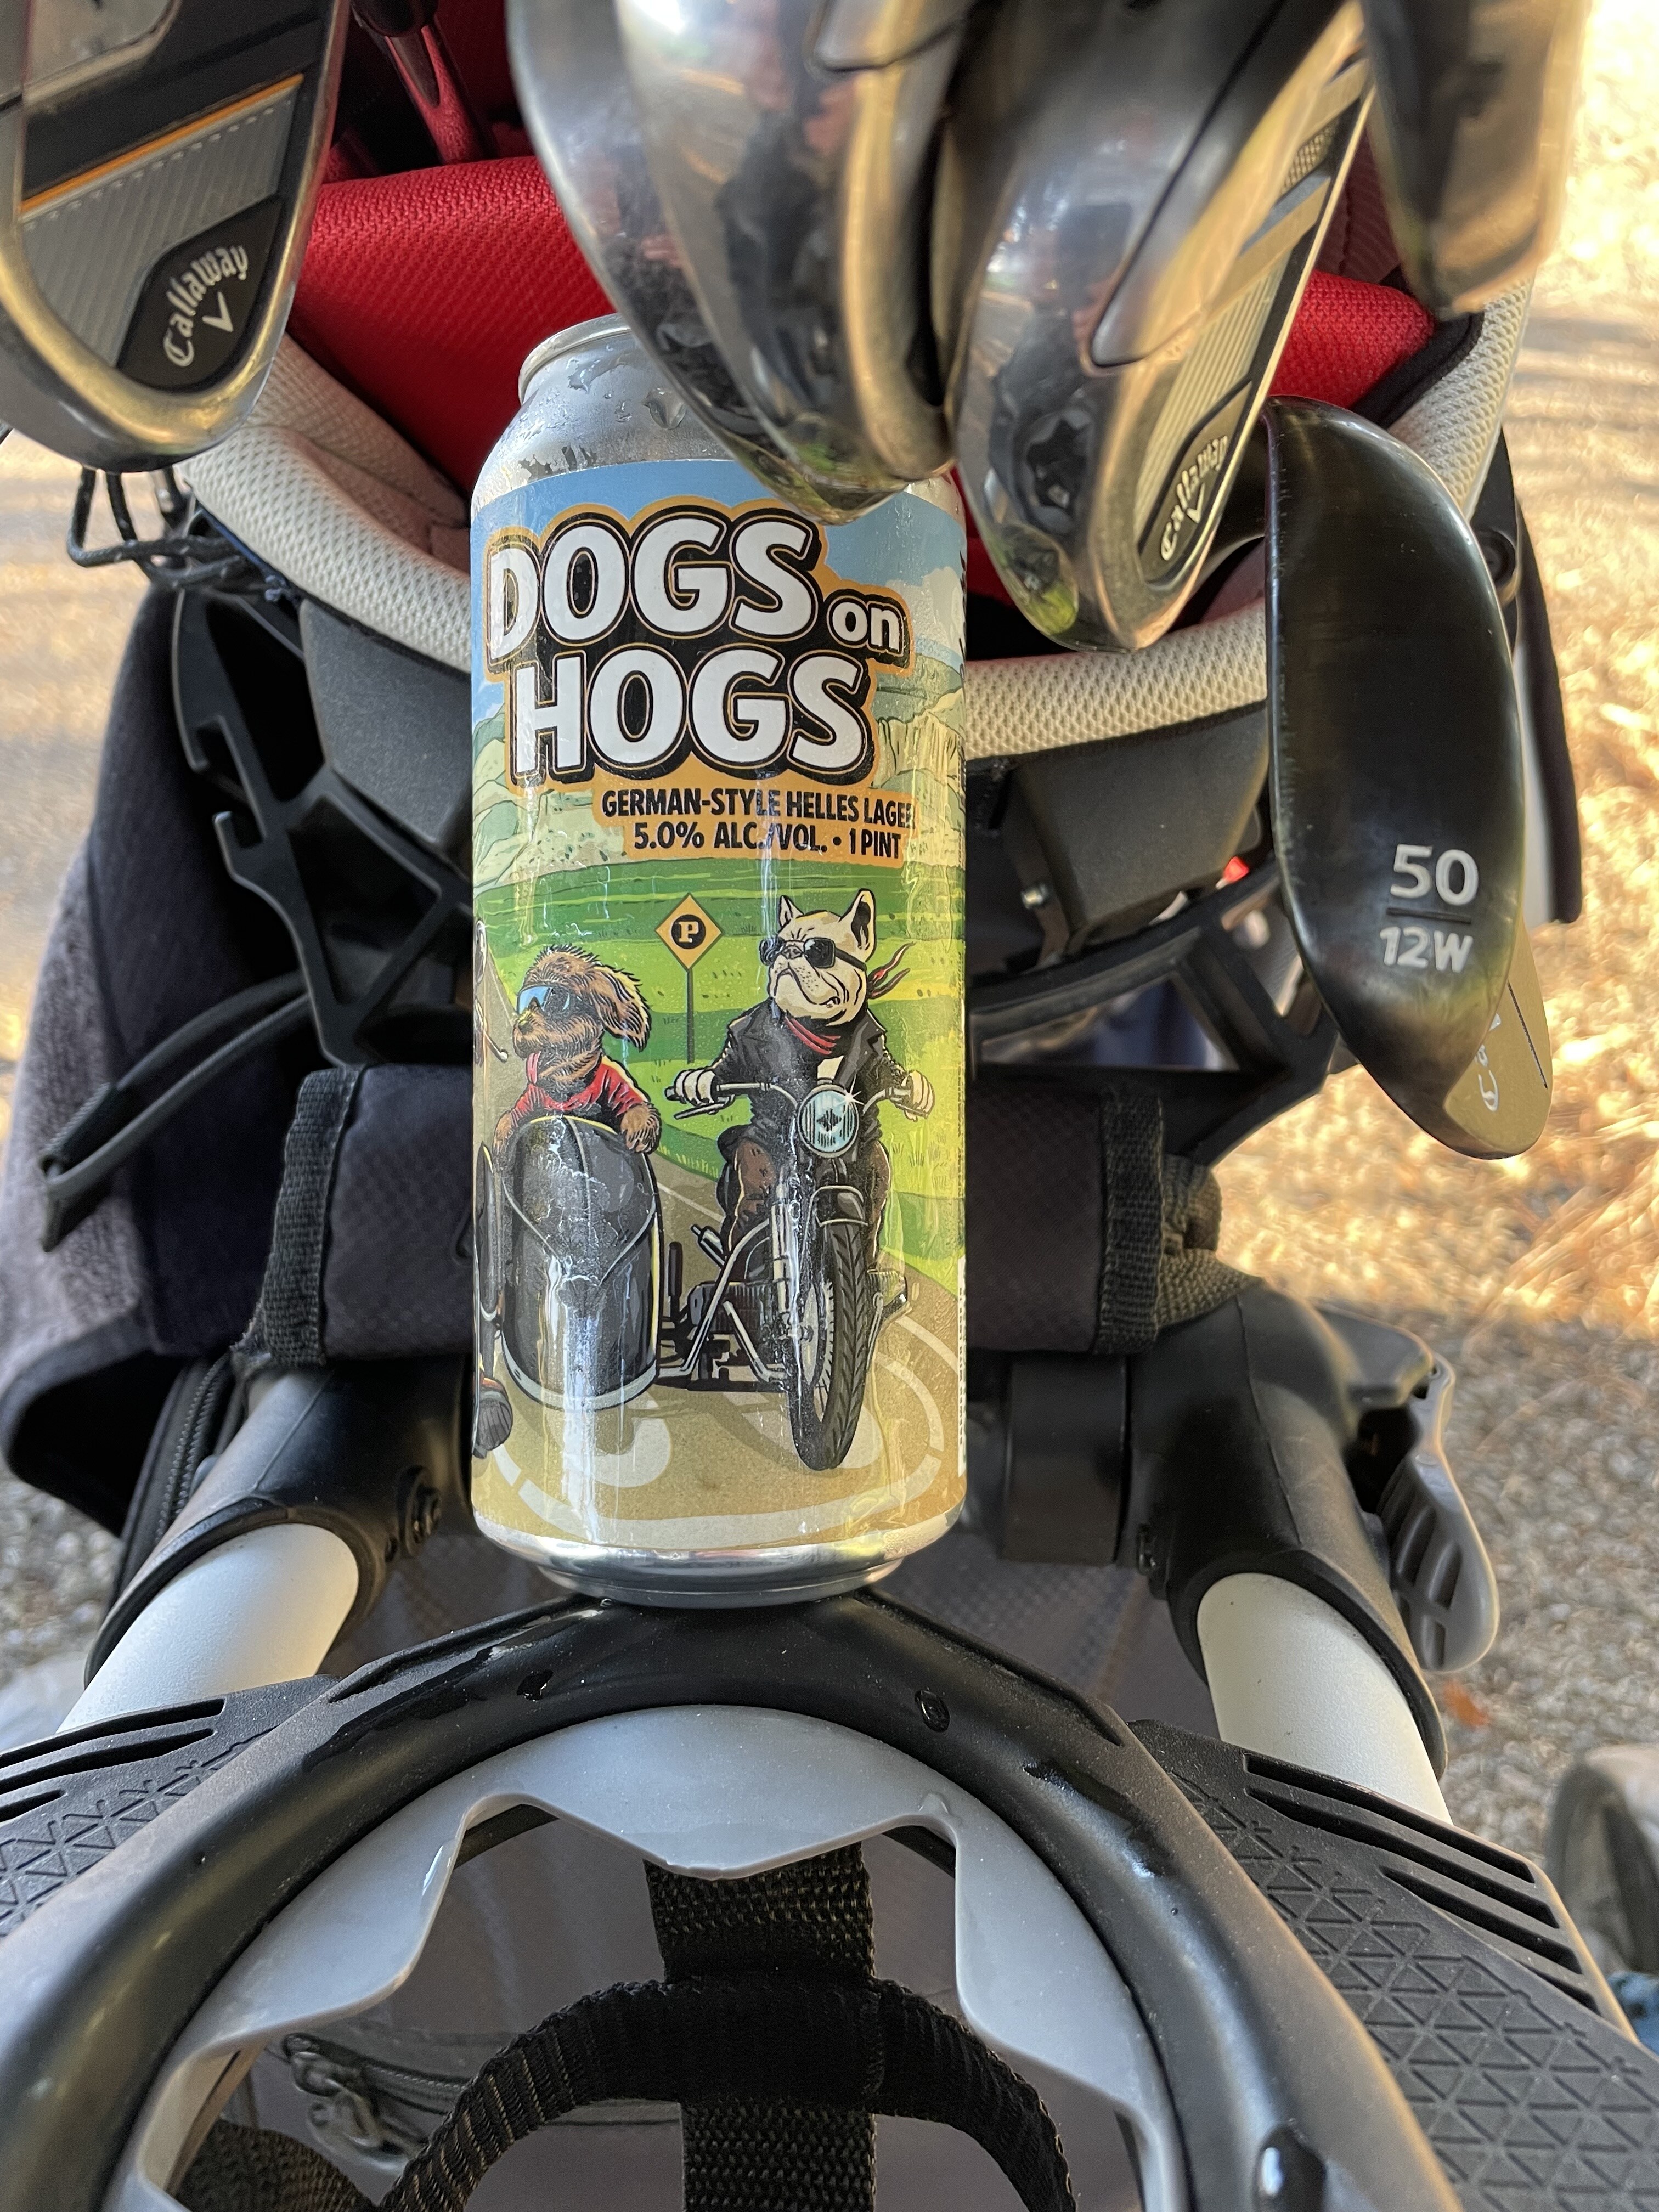 Callaway
DOGS on
HOGS
GERMAN-STYLE HELLES LAGER
5.0% ALC./VOL. • 1 PINT
P
Callaway
50
12W